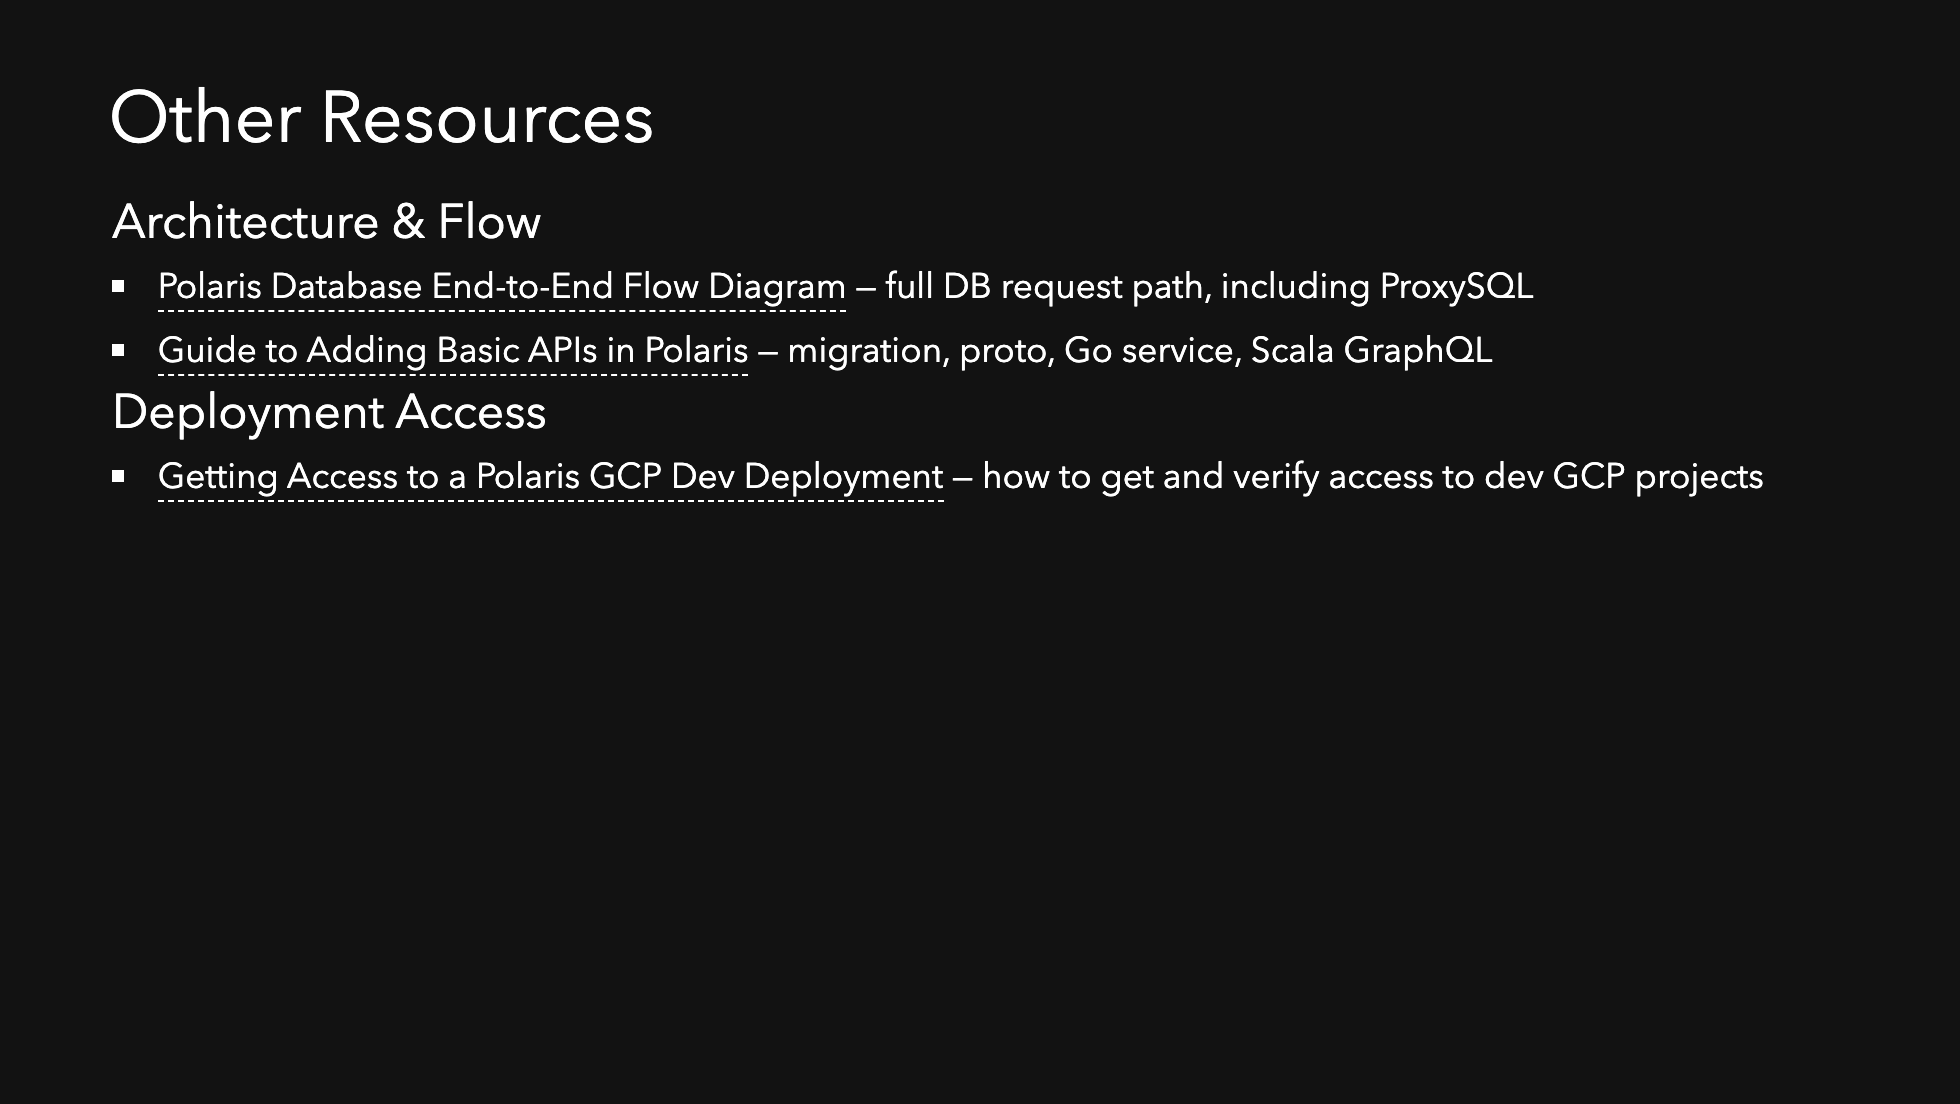 Other Resources
Architecture & Flow
▪ Polaris Database End-to-End Flow Diagram – full DB request path, including ProxySQL
▪ Guide to Adding Basic APIs in Polaris – migration, proto, Go service, Scala GraphQL
Deployment Access
▪ Getting Access to a Polaris GCP Dev Deployment – how to get and verify access to dev GCP projects